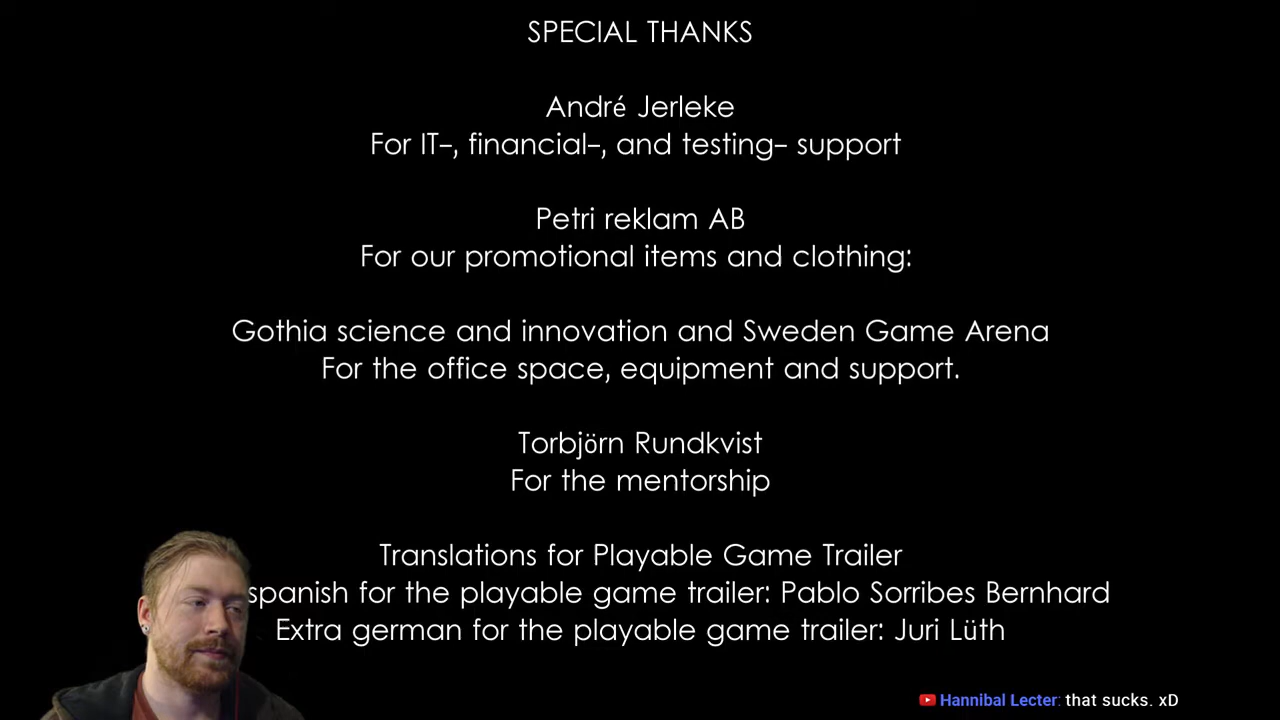 SPECIAL THANKS
André Jerleke
For IT-, financial-, and testing- support
Petri reklam AB
For our promotional items and clothing:
Gothia science and innovation and Sweden Game Arena
For the office space, equipment and support.
Torbjörn Rundkvist
For the mentorship
Translations for Playable Game Trailer
spanish for the playable game trailer: Pablo Sorribes Bernhard
Extra german for the playable game trailer: Juri Lüth
Hannibal Lecter: that sucks. xD